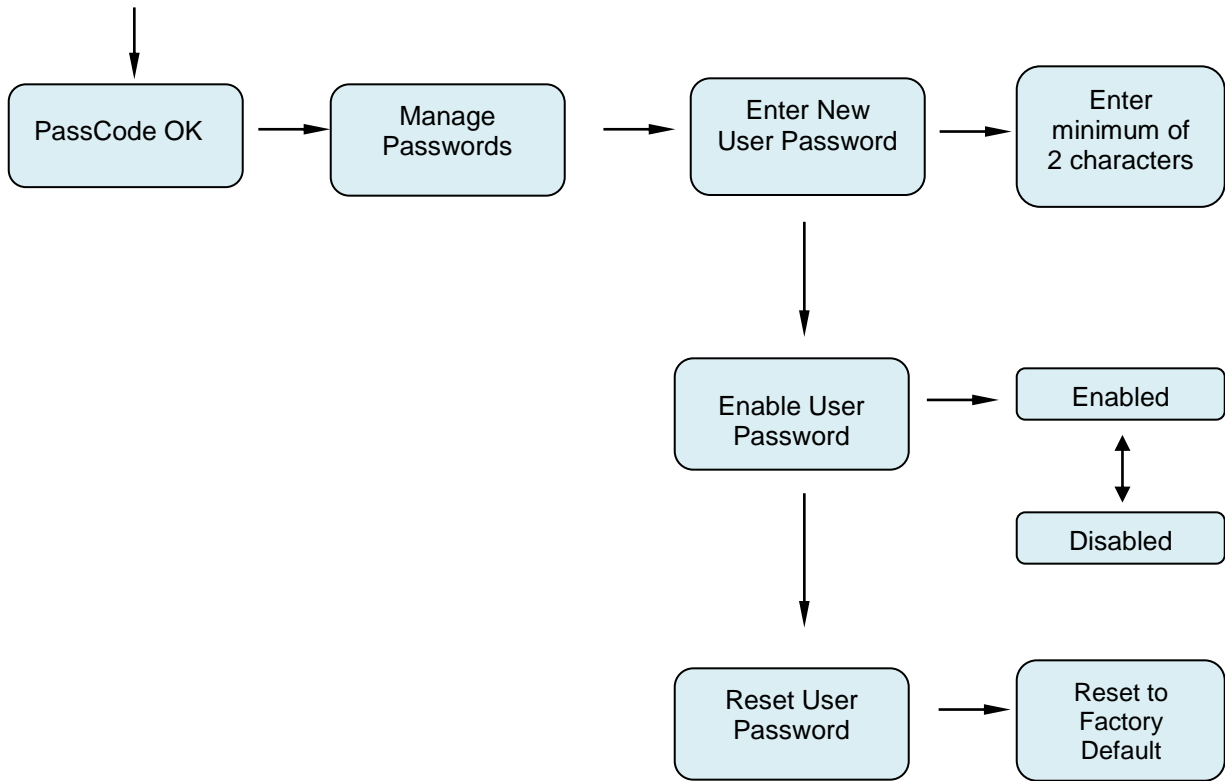 PassCode OK
Manage
Passwords
Enter New
User Password
Enter
minimum of
2 characters
Enable User
Password
Enabled
Disabled
Reset User
Password
Reset to
Factory
Default